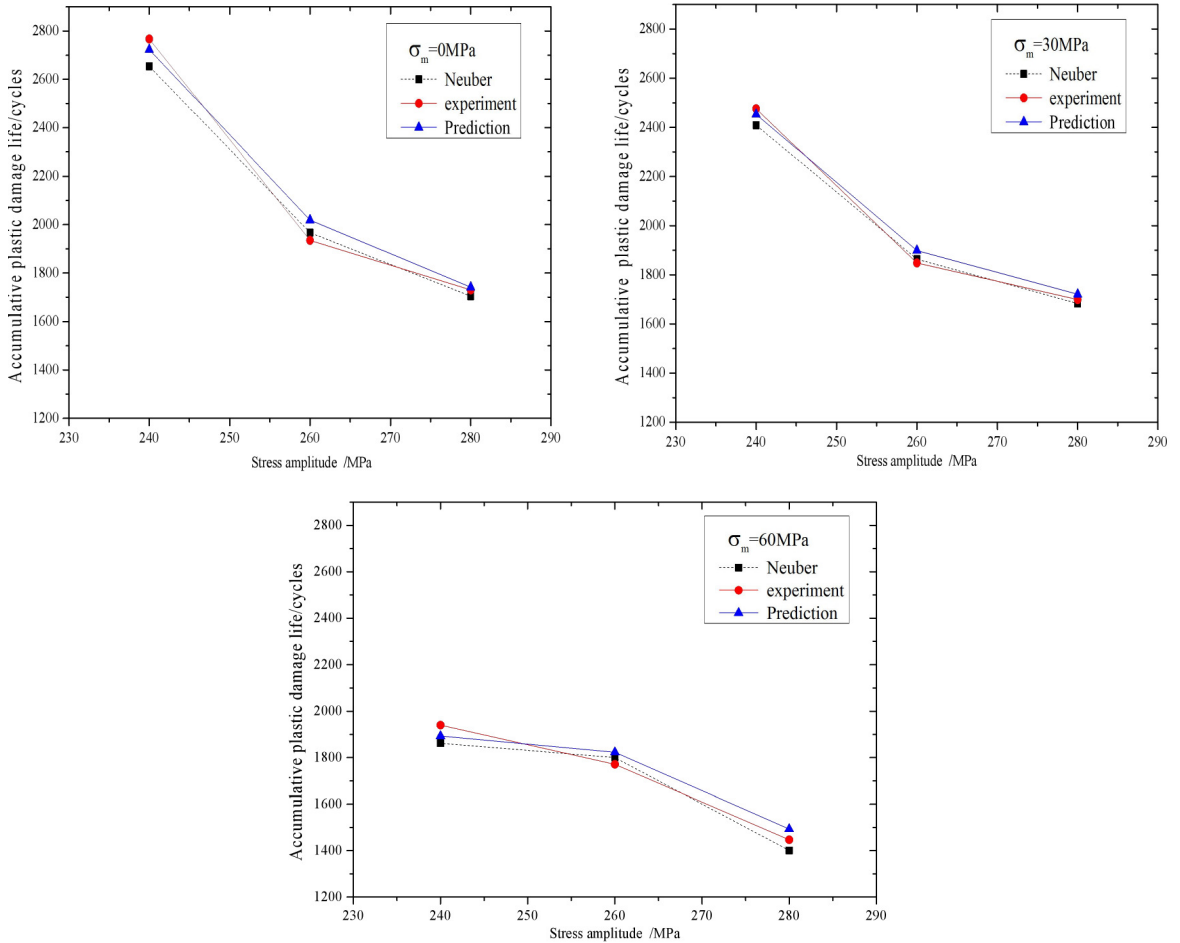 Accumulative plastic damage life/cycles
2800
2600
2400
2200
2000
1800
1600
1400
1200
230 240 250 260 270 280 290
Stress amplitude /MPa
σm=0MPa
Neuber
experiment
Prediction
Accumulative plastic damage life/cycles
2800
2600
2400
2200
2000
1800
1600
1400
1200
230 240 250 260 270 280 290
Stress amplitude /MPa
σm=30MPa
Neuber
experiment
Prediction
Accumulative plastic damage life/cycles
2800
2600
2400
2200
2000
1800
1600
1400
1200
230 240 250 260 270 280 290
Stress amplitude /MPa
σm=60MPa
Neuber
experiment
Prediction